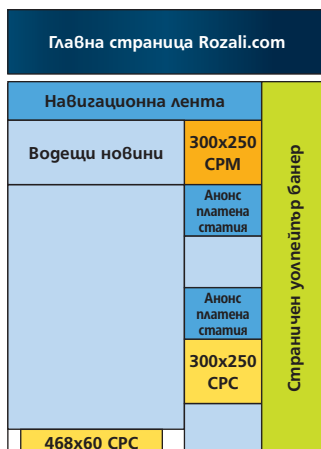 Главна страница Rozali.com
Навигационна лента
Водещи новини
300x250
CPM
Анонс
платена
статия
Анонс
платена
статия
300x250
CPC
468x60 CPC
Страничен уолпейпър банер